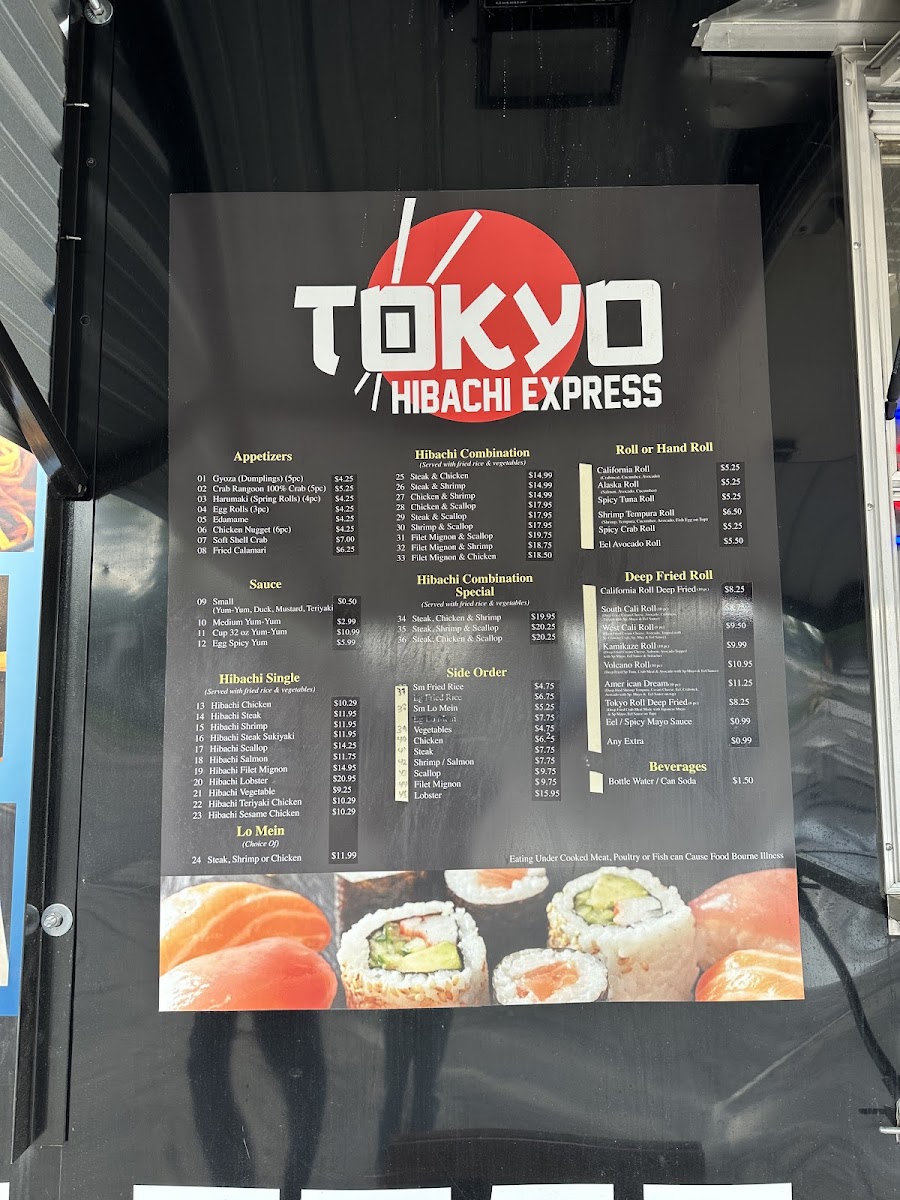 TOKYO
HIBACHI EXPRESS
Appetizers
01 Gyoza (Dumplings) (5pc) $4.25
02 Crab Rangoon 100% Crab (5pc) $5.25
03 Harumaki (Spring Rolls) (4pc) $4.25
04 Egg Rolls (3pc) $4.25
05 Edamame $4.25
06 Chicken Nugget (6pc) $4.25
07 Soft Shell Crab $7.00
08 Fried Calamari $6.25
Sauce
09 Small $0.50
(Yum-Yum, Duck, Mustard, Teriyaki
10 Medium Yum-Yum $2.99
11 Cup 32 oz Yum-Yum $10.99
12 Egg Spicy Yum $5.99
Hibachi Single
(Served with fried rice & vegetables)
13 Hibachi Chicken $10.29
14 Hibachi Steak $11.95
15 Hibachi Shrimp $11.95
16 Hibachi Steak Sukiyaki $11.95
17 Hibachi Scallop $14.25
18 Hibachi Salmon $11.75
19 Hibachi Filet Mignon $14.95
20 Hibachi Lobster $20.95
21 Hibachi Vegetable $9.25
22 Hibachi Teriyaki Chicken $10.29
23 Hibachi Sesame Chicken $10.29
Lo Mein
(Choice Of)
24 Steak, Shrimp or Chicken $11.99
Hibachi Combination
(Served with fried rice & vegetables)
25 Steak & Chicken $14.99
26 Steak & Shrimp $14.99
27 Chicken & Shrimp $14.99
28 Chicken & Scallop $17.95
29 Steak & Scallop $17.95
30 Shrimp & Scallop $17.95
31 Filet Mignon & Scallop $19.75
32 Filet Mignon & Shrimp $18.75
33 Filet Mignon & Chicken $18.50
Hibachi Combination
Special
(Served with fried rice & vegetables)
34 Steak, Chicken & Shrimp $19.95
35 Steak, Shrimp & Scallop $20.25
36 Steak, Chicken & Scallop $20.25
Side Order
Sm Fried Rice $4.75
Lg Fried Rice $6.75
Sm Lo Mein $5.25
$7.75
Vegetables $4.75
Chicken
Steak $7.75
Shrimp / Salmon $7.75
Scallop $9.75
Filet Mignon $9.75
Lobster $15.95
Roll or Hand Roll
California Roll $5.25
(Crabmeat, Cucumber, Avocado)
Alaska Roll $5.25
(Salmon, Avocado, Cucumber)
Spicy Tuna Roll $5.25
Shrimp Tempura Roll $6.50
(Shrimp, Tempura, Cucumber, Avocado, Fish Egg on Top)
Spicy Crab Roll $5.25
Eel Avocado Roll $5.50
Deep Fried Roll
California Roll Deep Fried $8.25
South Cali Roll $8.75
West Cali Roll $9.50
Kamikaze Roll $9.99
Volcano Roll $10.95
American Dream $11.25
Tokyo Roll Deep Fried $8.25
Eel / Spicy Mayo Sauce $0.99
Any Extra $0.99
Beverages
Bottle Water / Can Soda $1.50
Eating Under Cooked Meat, Poultry or Fish can Cause Food Bourne Illness